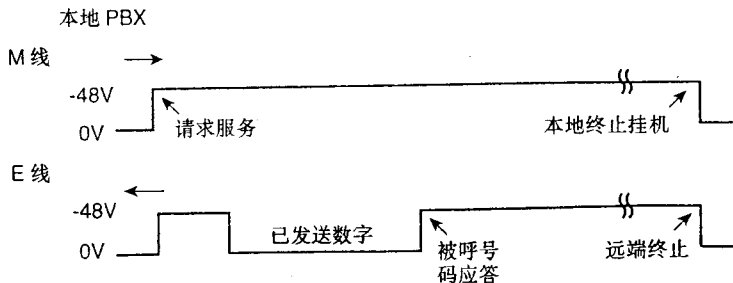 本地 PBX
M 线
-48V
0V
请求服务
本地终止挂机
E 线
-48V
0V
已发送数字
被呼号
码应答
远端终止